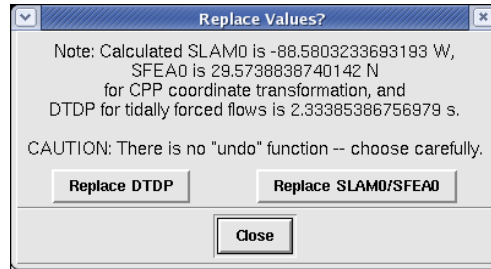 Replace Values?
Note: Calculated SLAM0 is -88.5803233693193 W,
SFEA0 is 29.5738838740142 N
for CPP coordinate transformation, and
DTDP for tidally forced flows is 2.33385386756979 s.
CAUTION: There is no "undo" function -- choose carefully.
Replace DTDP
Replace SLAM0/SFEA0
Close